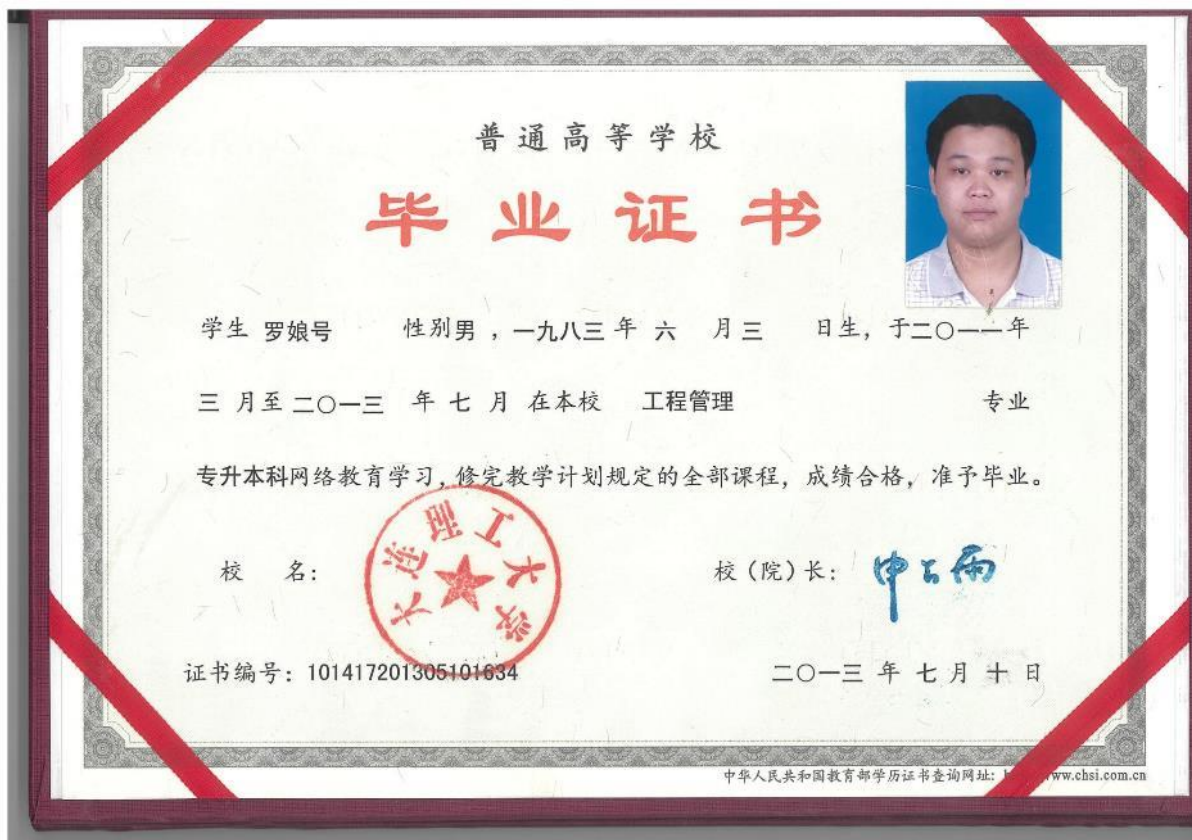 普通高等学校
毕业证书
学生 罗娘号 性别男 ，一九八三 年 六 月三 日生，于二〇一一年
三 月至 二〇一三 年 七 月 在本校 工程管理 专业
专升本科网络教育学习，修完教学计划规定的全部课程，成绩合格，准予毕业。
校 名： 大连理工大学 校（院）长：
证书编号：101417201305101634 二〇一三 年 七 月 十 日
中华人民共和国教育部学历证书查询网址： www.chsi.com.cn